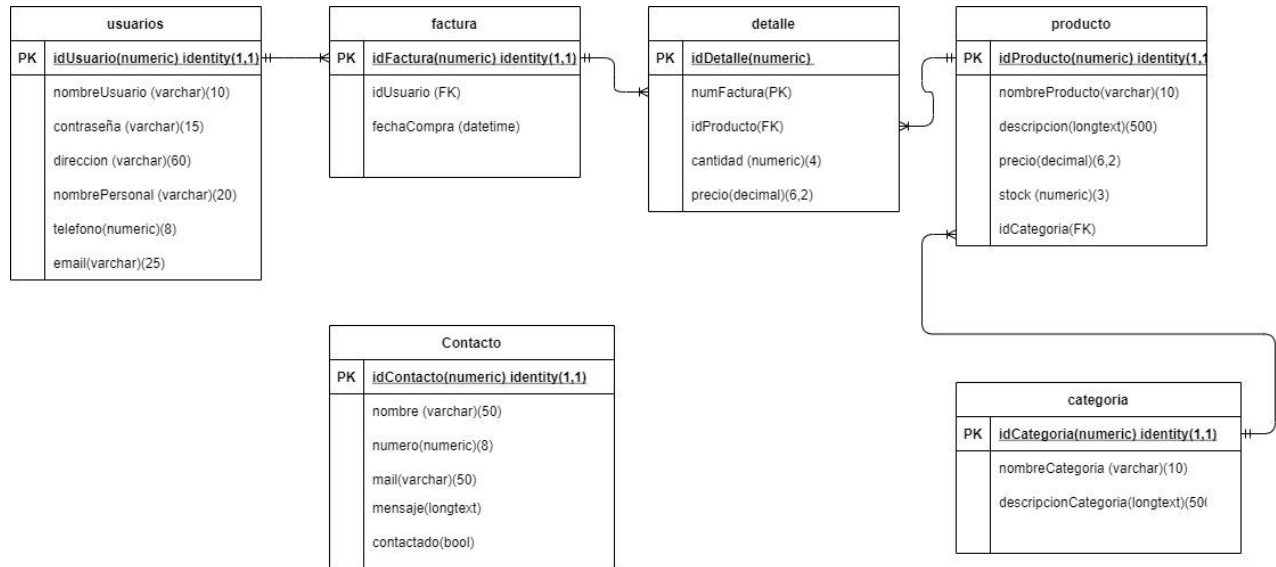 usuarios
PK idUsuario(numeric) identity(1,1)
nombreUsuario (varchar)(10)
contraseña (varchar)(15)
direccion (varchar)(60)
nombrePersonal (varchar)(20)
telefono(numeric)(8)
email(varchar)(25)
factura
PK idFactura(numeric) identity(1,1)
idUsuario (FK)
fechaCompra (datetime)
detalle
PK idDetalle(numeric)
numFactura(PK)
idProducto(FK)
cantidad (numeric)(4)
precio(decimal)(6,2)
producto
PK idProducto(numeric) identity(1,1
nombreProducto(varchar)(10)
descripcion(longtext)(500)
precio(decimal)(6,2)
stock (numeric)(3)
idCategoria(FK)
Contacto
PK idContacto(numeric) identity(1,1)
nombre (varchar)(50)
numero(numeric)(8)
mail(varchar)(50)
mensaje(longtext)
contactado(bool)
categoria
PK idCategoria(numeric) identity(1,1)
nombreCategoria (varchar)(10)
descripcionCategoria(longtext)(50